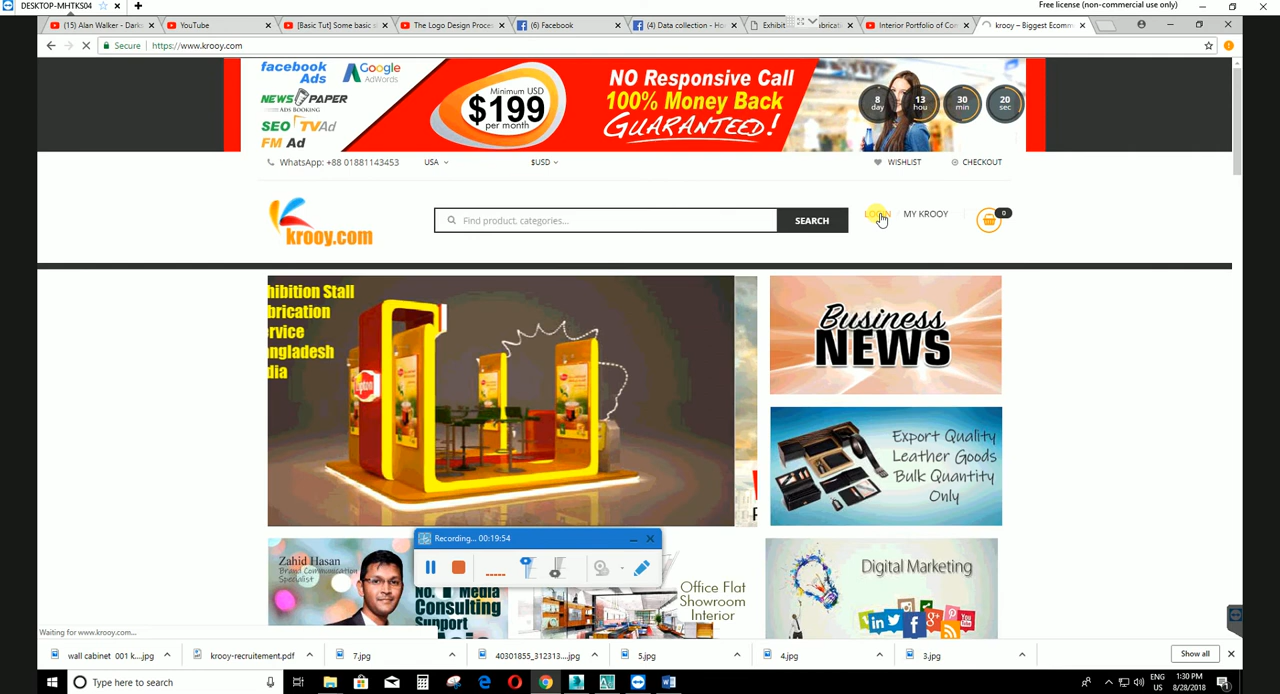 DESKTOP-MHTKS04
Free license (non-commercial use only)
(15) Alan Walker - Dark
YouTube
[Basic Tut] Some basic s
The Logo Design Proces
(6) Facebook
(4) Data collection - Ho
Exhibit
Interior Portfolio of Con
krooy – Biggest Ecomm
Secure
https://www.krooy.com
facebook
Ads
Google
AdWords
NEWS PAPER
ADS BOOKING
SEO
TVAd
FM Ad
Minimum USD
$199
per month
NO Responsive Call
100% Money Back
GUARANTEED!
8
day
13
hou
30
min
20
sec
WhatsApp: +88 01881143453
USA
$USD
WISHLIST
CHECKOUT
krooy.com
Find product, categories...
SEARCH
LOGIN
MY KROOY
0
hibition Stall
brication
rvice
angladesh
dia
Lipton
Business
NEWS
Export Quality
Leather Goods
Bulk Quantity
Only
Recording... 00:19:54
Zahid Hasan
Brand Communication
Specialist
No. 1 Media
Consulting
Support
Office Flat
Showroom
Interior
Digital Marketing
Waiting for www.krooy.com...
wall cabinet 001 k....jpg
krooy-recruitement.pdf
7.jpg
40301855_312313....jpg
5.jpg
4.jpg
3.jpg
Show all
Type here to search
ENG
US
1:30 PM
8/28/2018
1